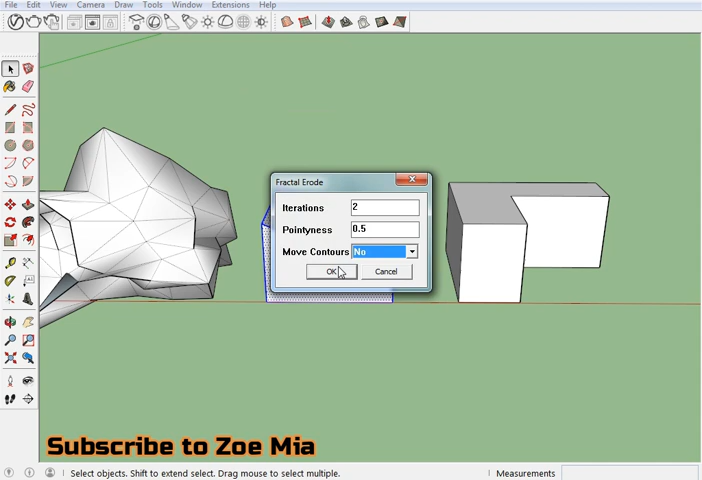 File Edit View Camera Draw Tools Window Extensions Help
Fractal Erode
Iterations 2
Pointyness 0.5
Move Contours No
OK Cancel
Subscribe to Zoe Mia
Select objects. Shift to extend select. Drag mouse to select multiple. Measurements